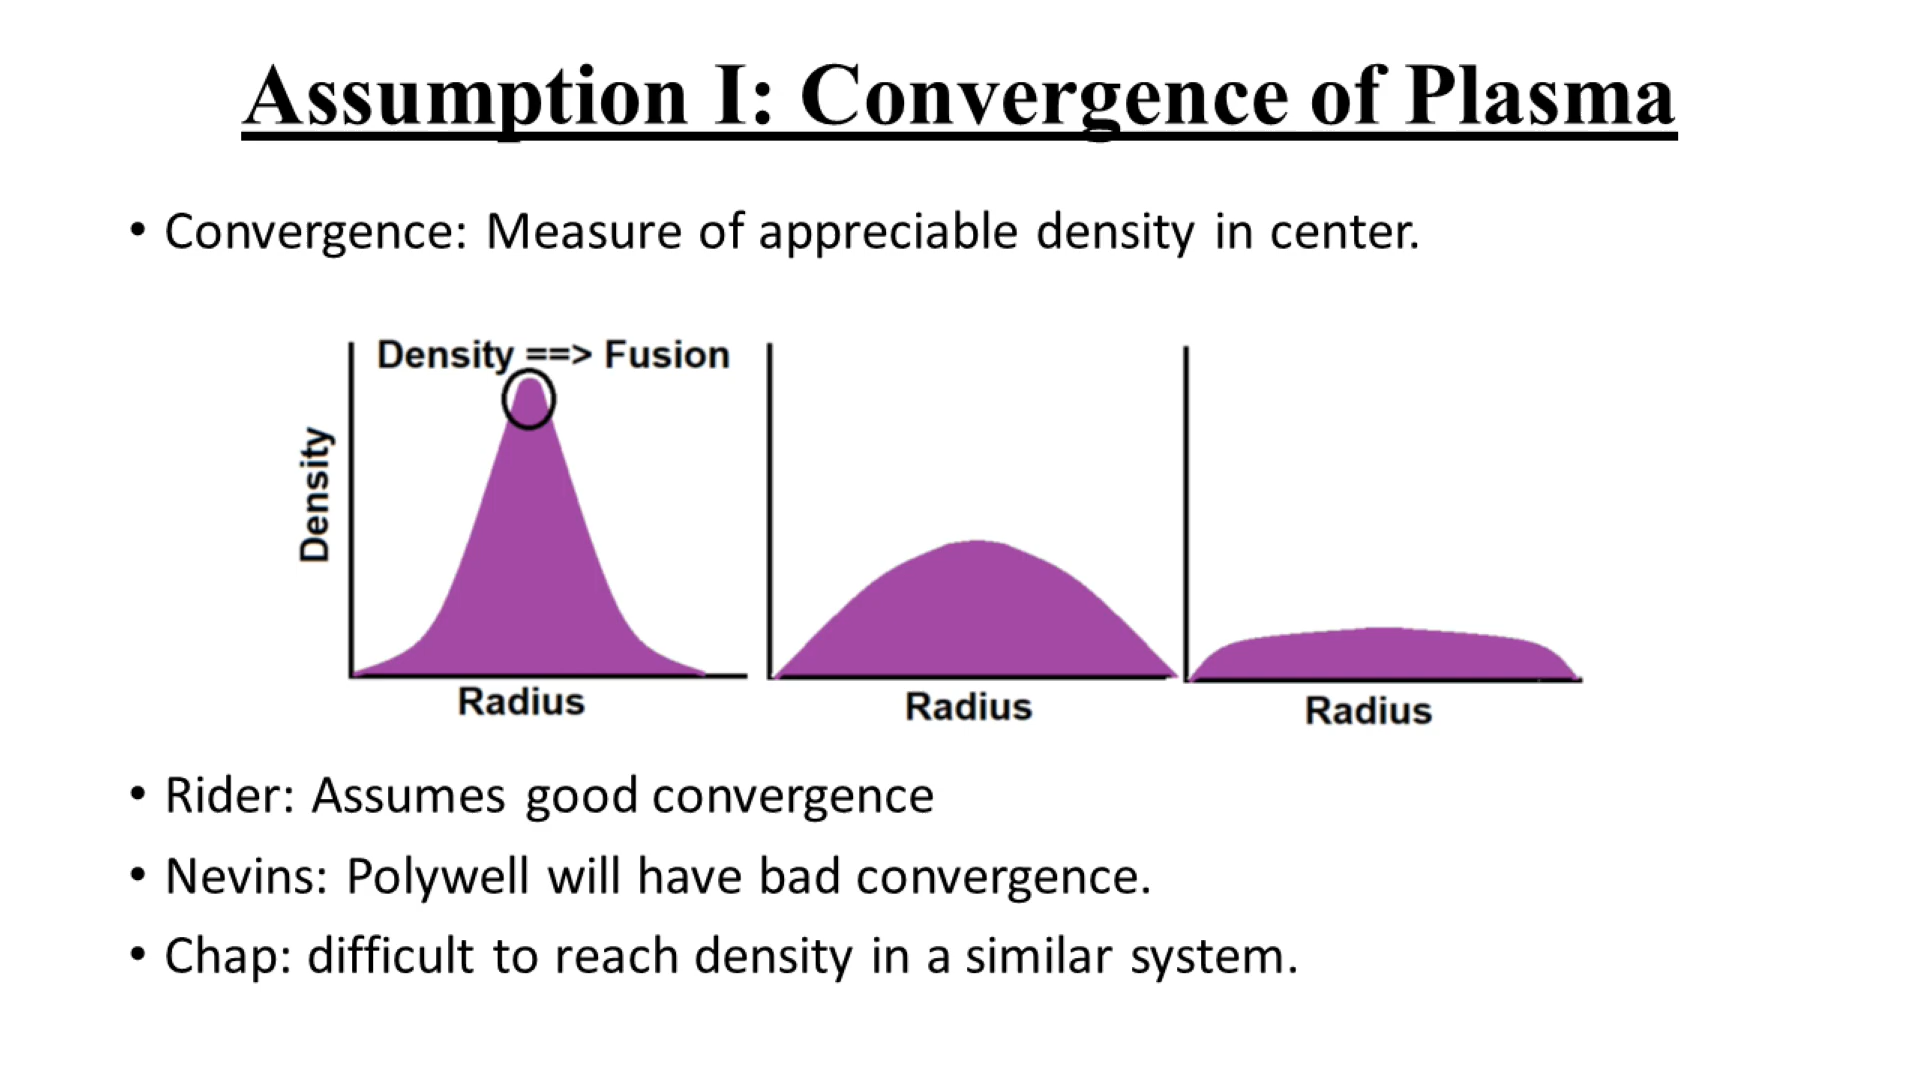 Assumption I: Convergence of Plasma
• Convergence: Measure of appreciable density in center.
Density ==> Fusion
Density
Radius
Radius
Radius
• Rider: Assumes good convergence
• Nevins: Polywell will have bad convergence.
• Chap: difficult to reach density in a similar system.